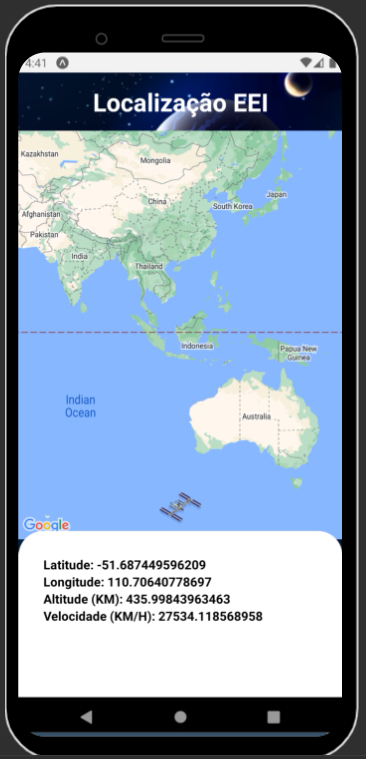 4:41
Localização EEI
Kazakhstan
Mongolia
Japan
China
South Korea
Afghanistan
Pakistan
India
Thailand
Indonesia
Papua New
Guinea
Indian
Ocean
Australia
Google
Latitude: -51.687449596209
Longitude: 110.70640778697
Altitude (KM): 435.99843963463
Velocidade (KM/H): 27534.118568958